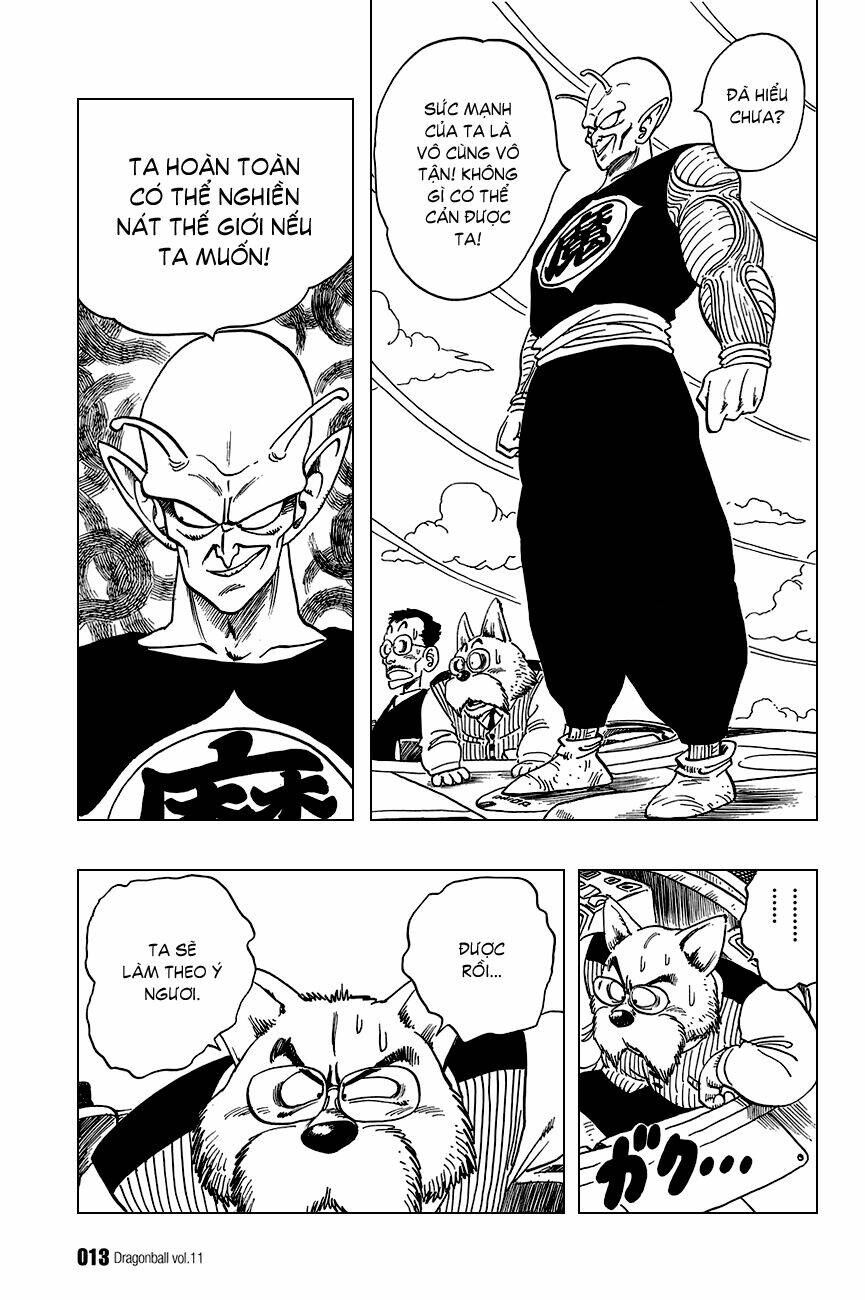 ĐÃ HIỂU
CHƯA?
SỨC MẠNH
CỦA TA LÀ
VÔ CÙNG VÔ
TẬN! KHÔNG
GÌ CÓ THỂ
CẢN ĐƯỢC
TA!
魔
TA HOÀN TOÀN
CÓ THỂ NGHIỀN
NÁT THẾ GIỚI NẾU
TA MUỐN!
魔
......
ガク...
ĐƯỢC
RỒI...
TA SẼ
LÀM THEO Ý
NGƯƠI.
013 Dragonball vol.11